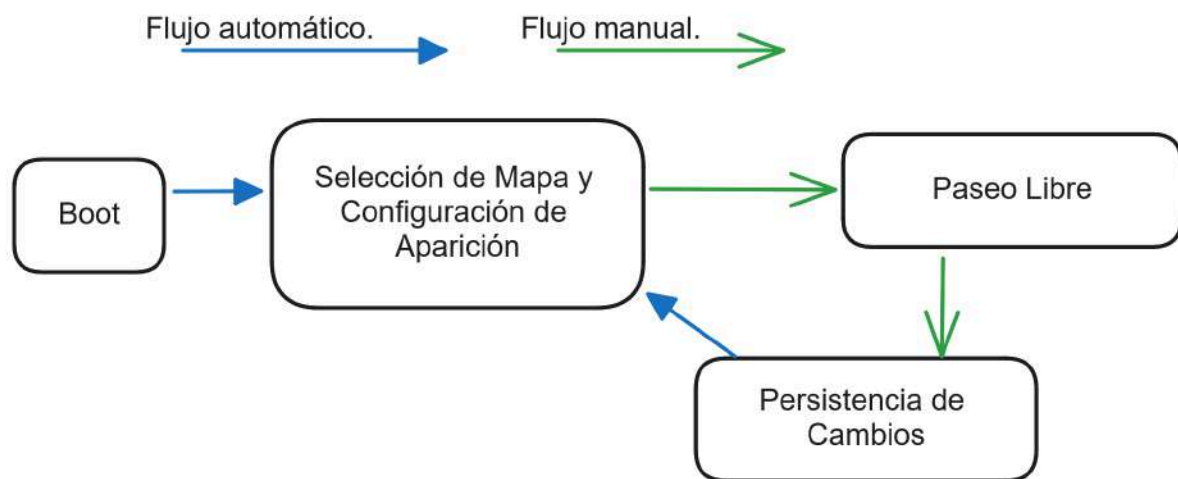 Flujo automático.
Flujo manual.
Boot
Selección de Mapa y
Configuración de
Aparición
Paseo Libre
Persistencia de
Cambios